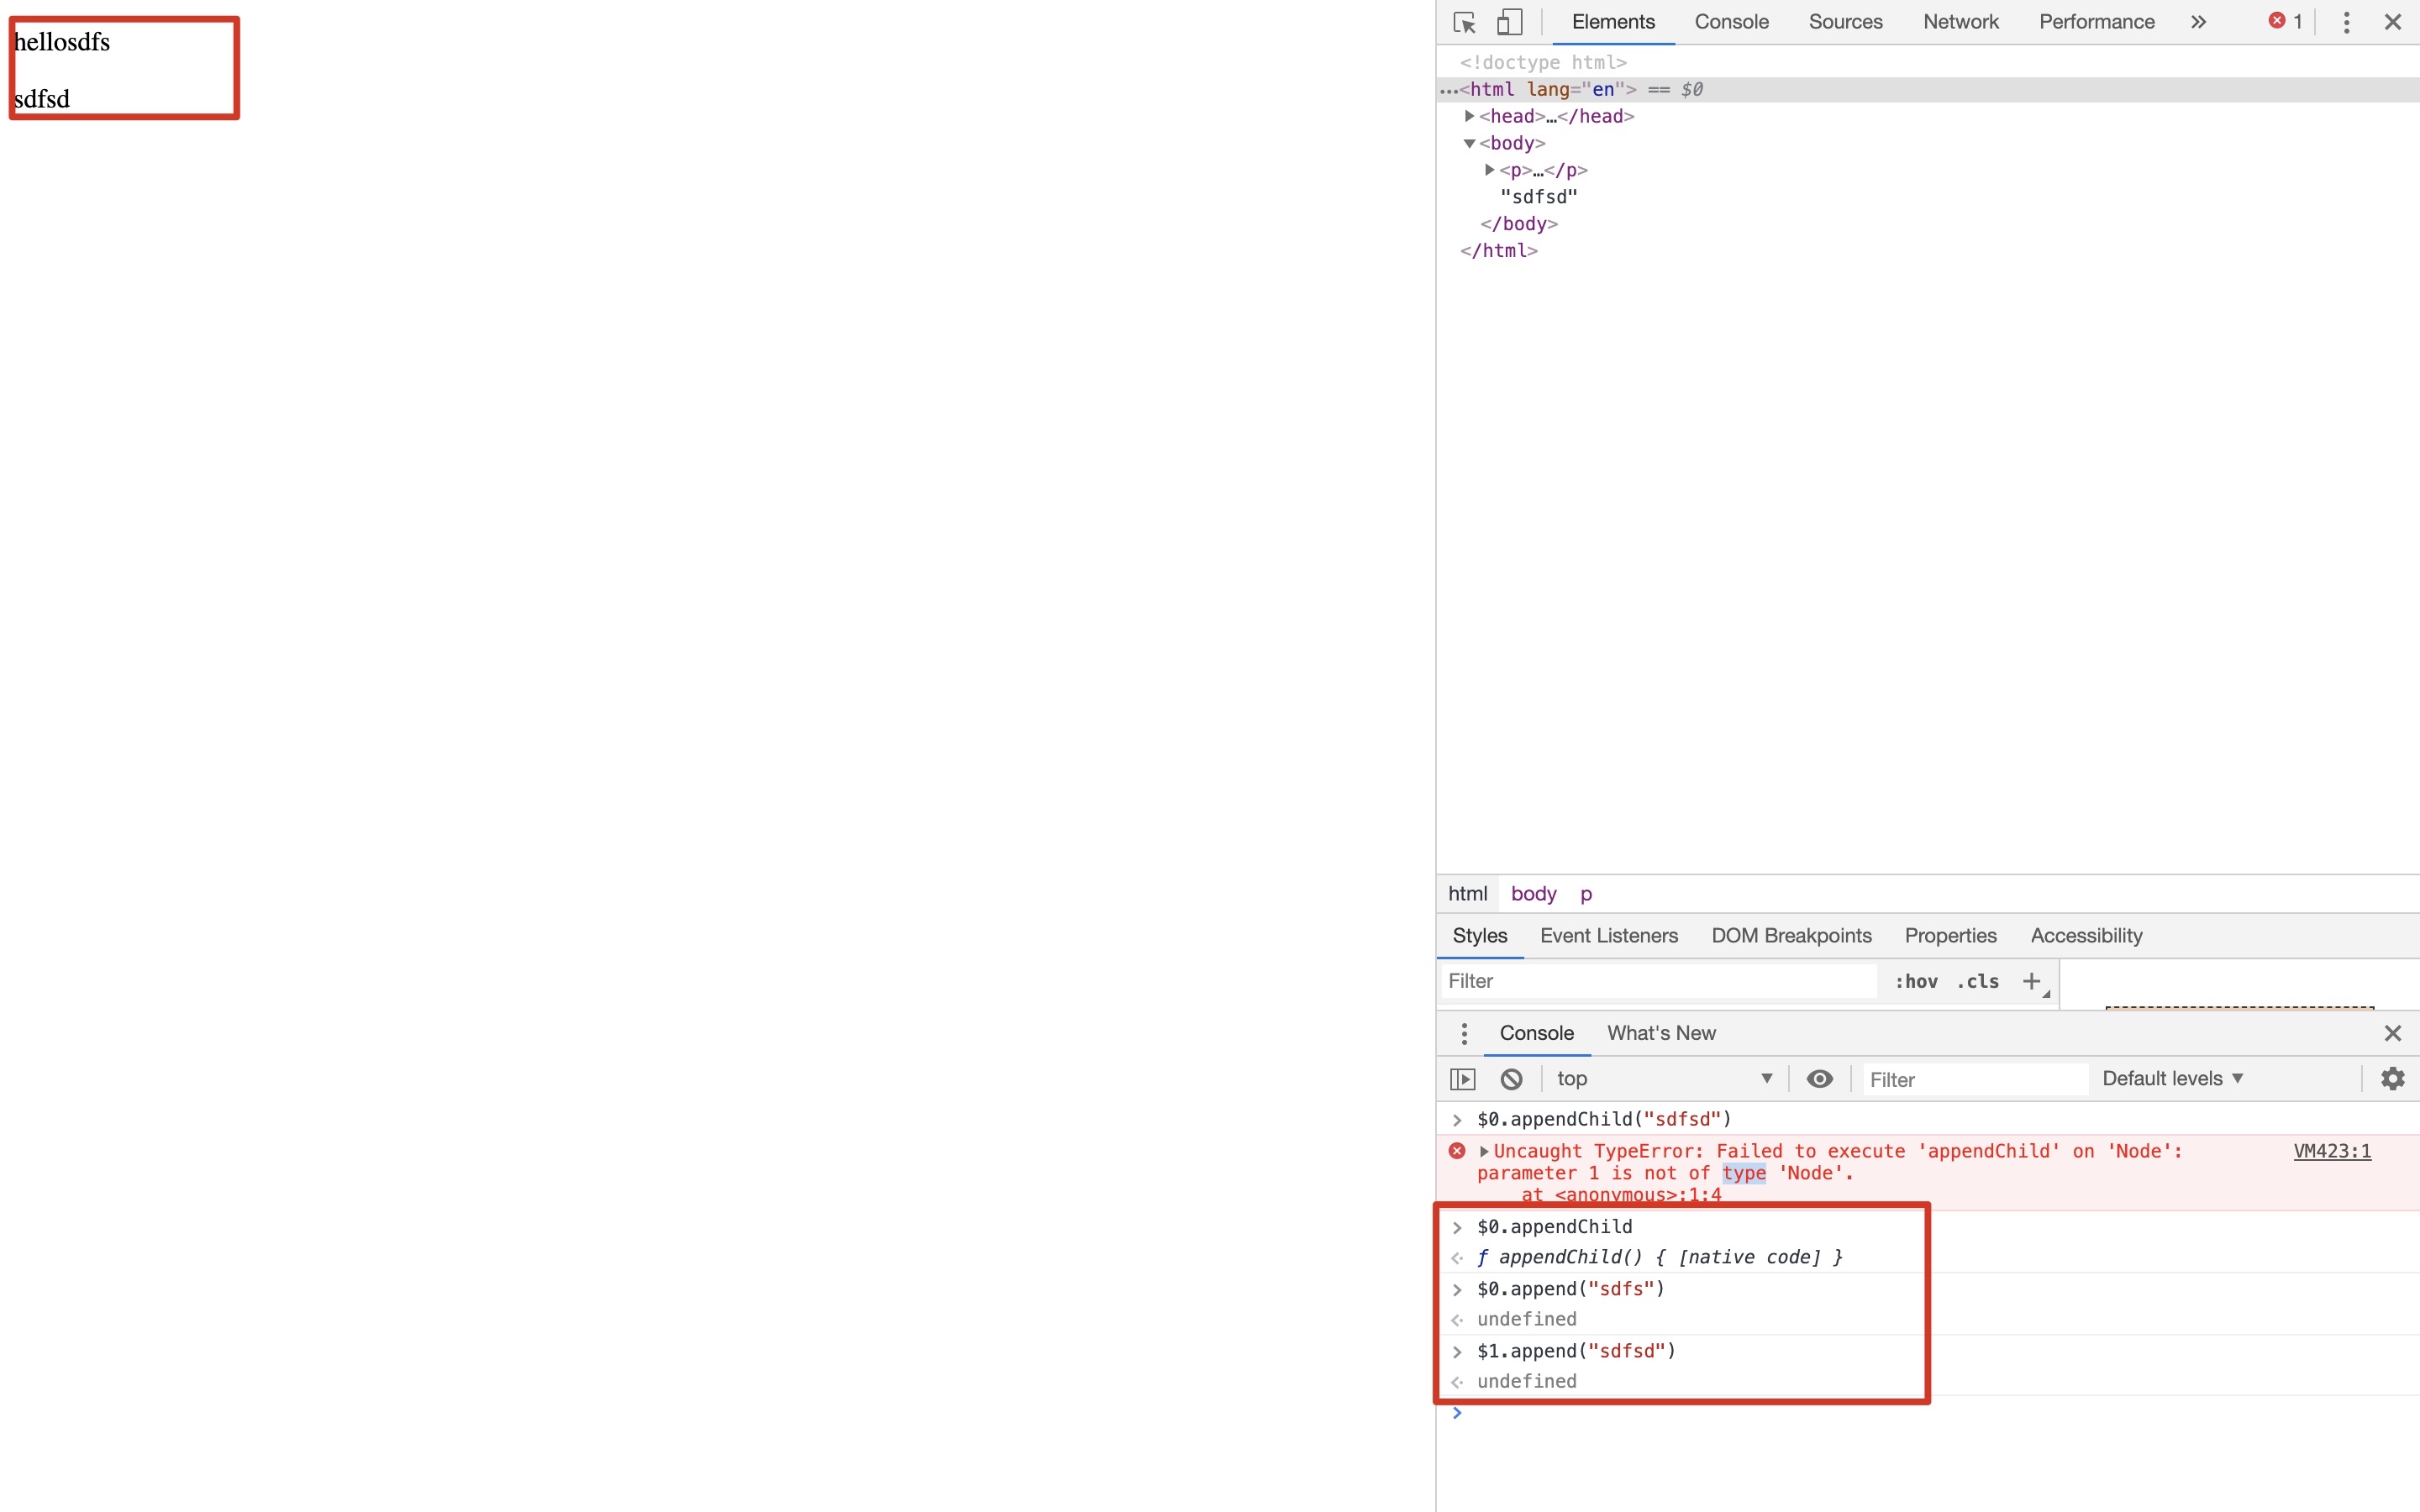 hellosdfs
sdfsd
Elements Console Sources Network Performance » 1
<!doctype html>
…<html lang="en"> == $0
<head>…</head>
<body>
<p>…</p>
"sdfsd"
</body>
</html>
html body p
Styles Event Listeners DOM Breakpoints Properties Accessibility
Filter :hov .cls +
Console What's New
top Filter Default levels
$0.appendChild("sdfsd")
Uncaught TypeError: Failed to execute 'appendChild' on 'Node': VM423:1
parameter 1 is not of type 'Node'.
at <anonymous>:1:4
$0.appendChild
ƒ appendChild() { [native code] }
$0.append("sdfs")
undefined
$1.append("sdfsd")
undefined